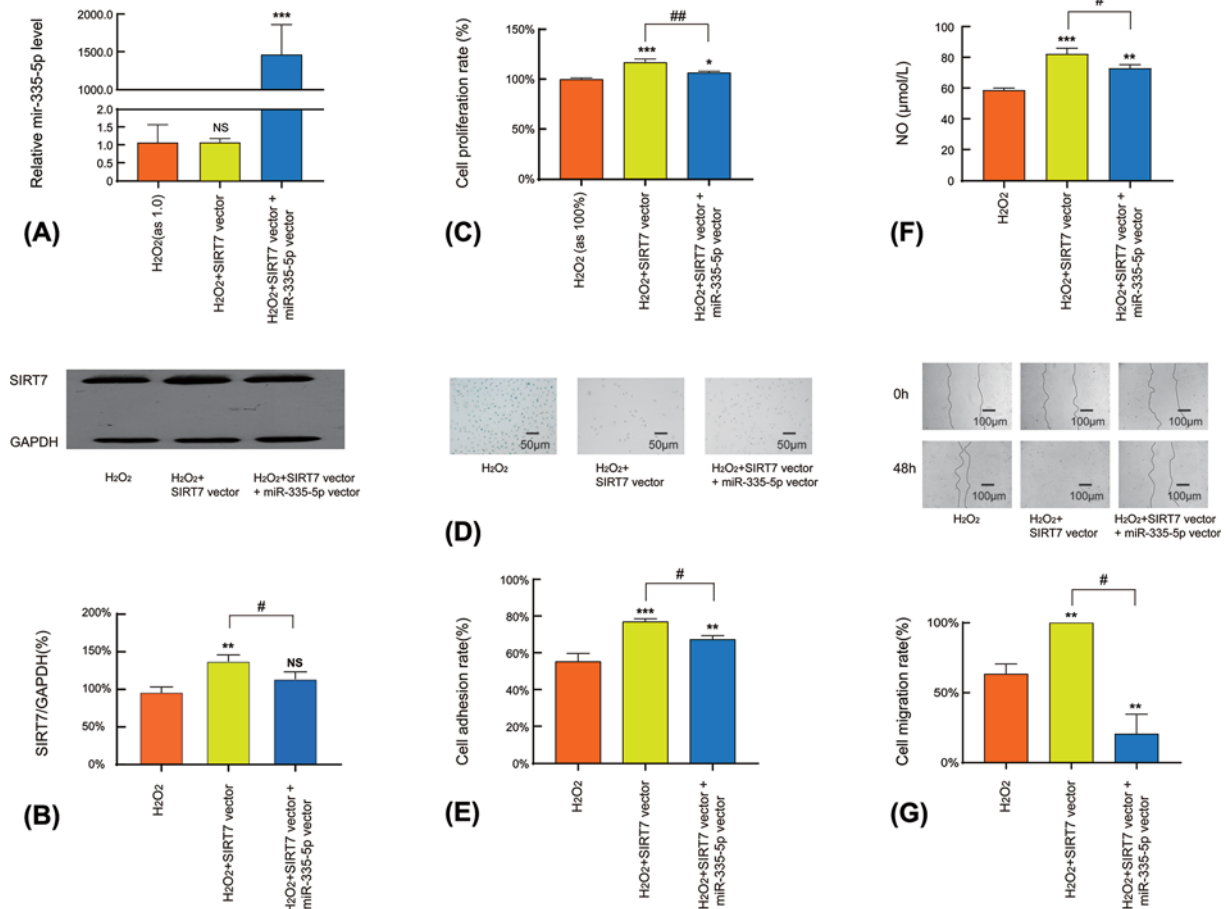 Relative mir-335-5p level
2000.0
1500.0
1000.0
2.0
1.5
1.0
0.5
0
***
NS
H2O2(as 1.0)
H2O2+SIRT7 vector
H2O2+SIRT7 vector +
miR-335-5p vector
(A)
SIRT7
GAPDH
H2O2
H2O2+
SIRT7 vector
H2O2+SIRT7 vector
+ miR-335-5p vector
SIRT7/GAPDH(%)
200%
150%
100%
50%
0%
**
#
NS
H2O2
H2O2+SIRT7 vector
H2O2+SIRT7 vector +
miR-335-5p vector
(B)
Cell proliferation rate (%)
150%
100%
50%
0%
***
##
*
H2O2 (as 100%)
H2O2+SIRT7 vector
H2O2+SIRT7 vector +
miR-335-5p vector
(C)
50μm
50μm
50μm
H2O2
H2O2+
SIRT7 vector
H2O2+SIRT7 vector
+ miR-335-5p vector
(D)
Cell adhesion rate(%)
100%
80%
60%
40%
20%
0%
***
#
**
H2O2
H2O2+SIRT7 vector
H2O2+SIRT7 vector +
miR-335-5p vector
(E)
NO (μmol/L)
100
80
60
40
20
0
***
#
**
H2O2
H2O2+SIRT7 vector
H2O2+SIRT7 vector +
miR-335-5p vector
(F)
0h
100μm
100μm
100μm
48h
100μm
100μm
100μm
H2O2
H2O2+
SIRT7 vector
H2O2+SIRT7 vector
+ miR-335-5p vector
Cell migration rate(%)
100%
50%
0%
**
#
**
H2O2
H2O2+SIRT7 vector
H2O2+SIRT7 vector +
miR-335-5p vector
(G)